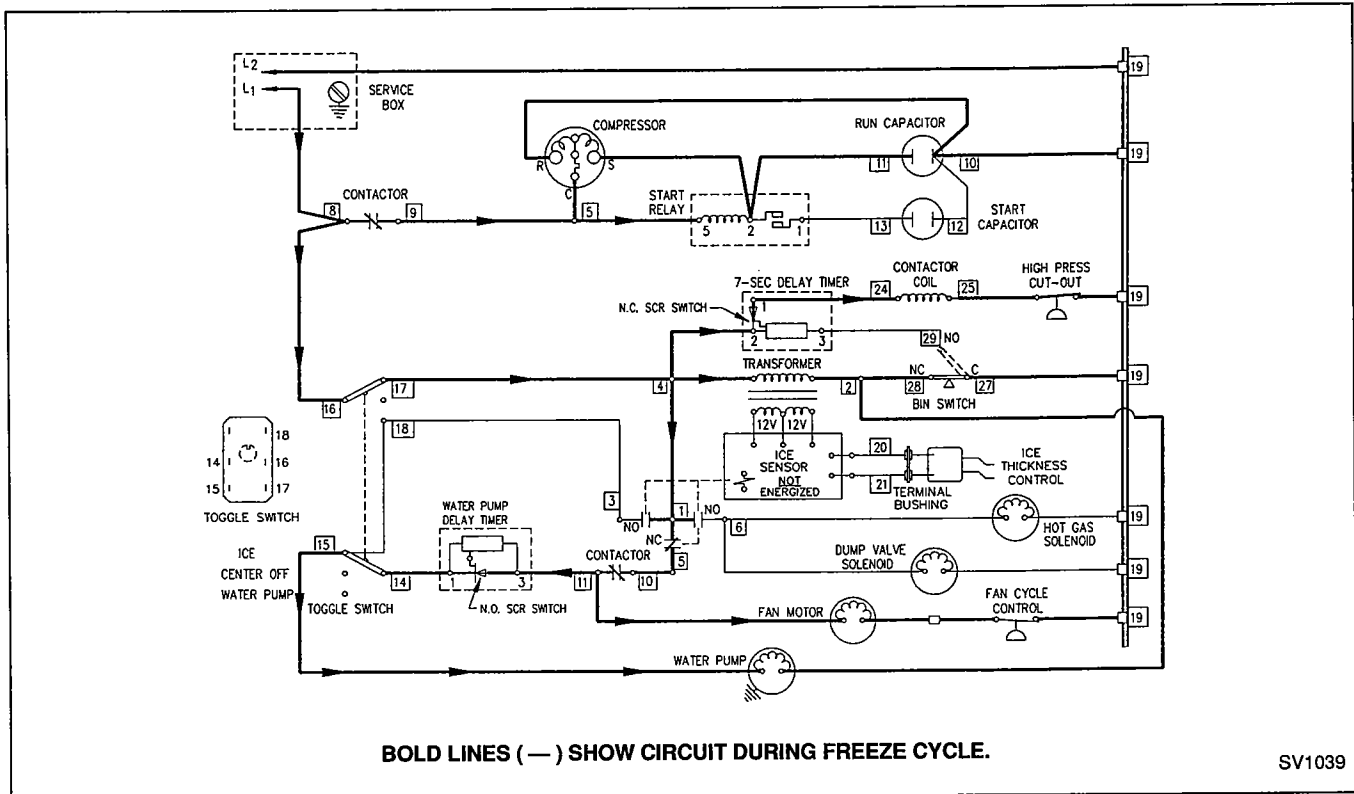 L2
L1
SERVICE
BOX
19
COMPRESSOR
R
S
C
RUN CAPACITOR
11
10
19
CONTACTOR
8
9
5
START
RELAY
5
2
1
13
12
START
CAPACITOR
7-SEC DELAY TIMER
N.C. SCR SWITCH
1
2
3
24
CONTACTOR
COIL
25
HIGH PRESS
CUT-OUT
19
29
NO
TRANSFORMER
17
16
4
2
NC
28
C
27
BIN SWITCH
19
12V
12V
18
18
14
16
15
17
TOGGLE SWITCH
ICE
SENSOR
NOT
ENERGIZED
20
21
TERMINAL
BUSHING
ICE
THICKNESS
CONTROL
3
NO
1
NO
6
NC
5
HOT GAS
SOLENOID
19
WATER PUMP
DELAY TIMER
15
ICE
CENTER OFF
WATER PUMP
TOGGLE SWITCH
14
3
N.O. SCR SWITCH
CONTACTOR
11
10
DUMP VALVE
SOLENOID
19
FAN MOTOR
FAN CYCLE
CONTROL
19
WATER PUMP
BOLD LINES ( — ) SHOW CIRCUIT DURING FREEZE CYCLE.
SV1039